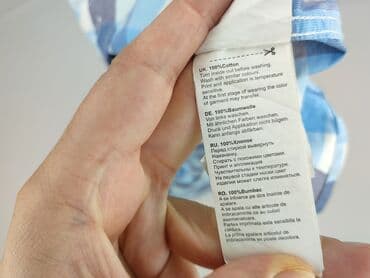 UK. 100%Cotton
Turn inside out before washing.
Wash with similar colours.
Print and Application is temperature
sensitive.
At the first stage of wearing the color
of garment may transfer.
DE. 100%Baumwolle
Von links waschen.
Mit ähnlichen Farben waschen.
Druck und Applikation nicht bügeln.
Kann anfangs abfärben.
RU. 100%Хлопок
Перед стиркой вывернуть
наизнанку.
Стирать с похожими цветами.
Принт и аппликация
чувствительны к температуре.
На первой стадии носки цвет
изделия может слегка измениться.
RO. 100%Bumbac
A se intoarce pe dos inainte de
spalare.
A se spala cu alte articole de
imbracaminte de au culori
asemanatoare.
Partea imprimata este sensibila la
caldura.
La prima spalare articolul de
imbracaminte se poate decolora.